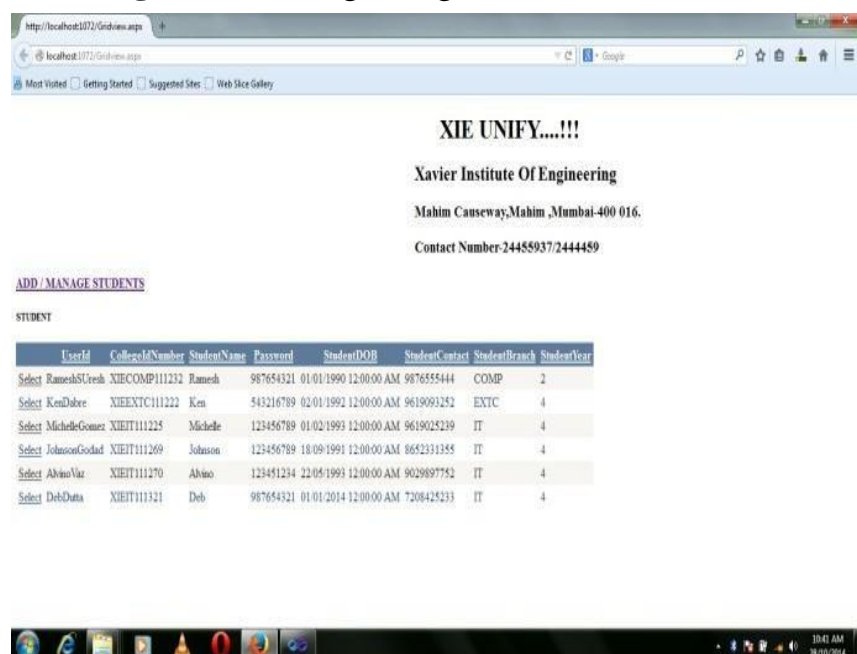 http://localhost:1072/Gridview.aspx
localhost:1072/Gridview.aspx Google
Most Visited Getting Started Suggested Sites Web Slice Gallery
XIE UNIFY....!!!
Xavier Institute Of Engineering
Mahim Causeway,Mahim ,Mumbai-400 016.
Contact Number-24455937/2444459
ADD / MANAGE STUDENTS
STUDENT
UserId CollegeIdNumber StudentName Password StudentDOB StudentContact StudentBranch StudentYear
Select RameshSUresh XIECOMP111232 Ramesh 987654321 01/01/1990 12:00:00 AM 9876555444 COMP 2
Select KenDabre XIEEXTC111222 Ken 543216789 02/01/1992 12:00:00 AM 9619093252 EXTC 4
Select MichelleGomez XIEIT111225 Michelle 123456789 01/02/1993 12:00:00 AM 9619025239 IT 4
Select JohnsonGodad XIEIT111269 Johnson 123456789 18/09/1991 12:00:00 AM 8652331355 IT 4
Select AlvinoVaz XIEIT111270 Alvino 123451234 22/05/1993 12:00:00 AM 9029897752 IT 4
Select DebDutta XIEIT111321 Deb 987654321 01/01/2014 12:00:00 AM 7208425233 IT 4
10:41 AM